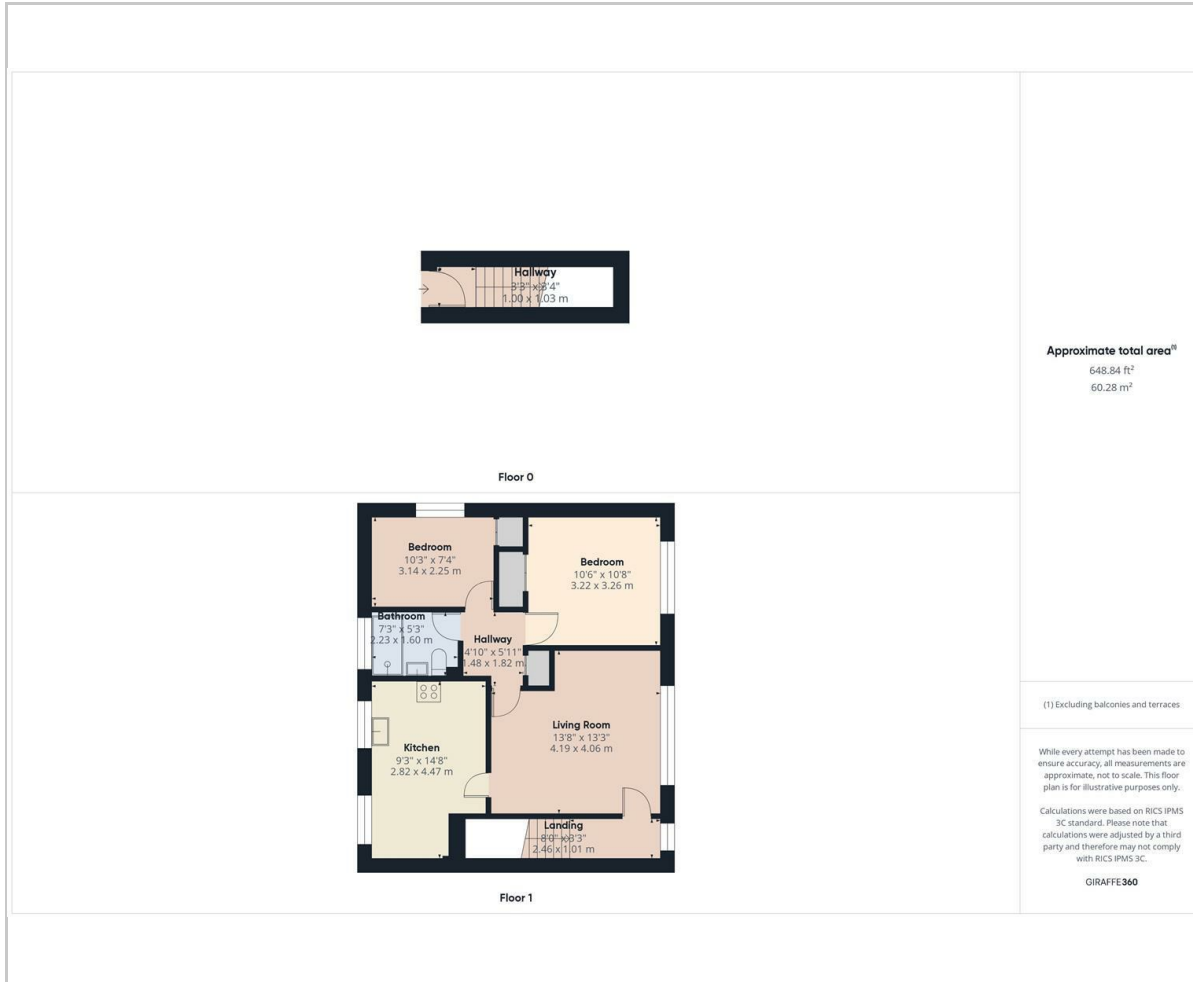 Hallway
3'3" x 3'4"
1.00 x 1.03 m
Floor 0
Bedroom
10'3" x 7'4"
3.14 x 2.25 m
Bedroom
10'6" x 10'8"
3.22 x 3.26 m
Bathroom
7'3" x 5'3"
2.23 x 1.60 m
Hallway
4'10" x 5'11"
1.48 x 1.82 m
Living Room
13'8" x 13'3"
4.19 x 4.06 m
Kitchen
9'3" x 14'8"
2.82 x 4.47 m
Landing
8'0" x 3'3"
2.46 x 1.01 m
Floor 1
Approximate total area(1)
648.84 ft²
60.28 m²
(1) Excluding balconies and terraces
While every attempt has been made to
ensure accuracy, all measurements are
approximate, not to scale. This floor
plan is for illustrative purposes only.
Calculations were based on RICS IPMS
3C standard. Please note that
calculations were adjusted by a third
party and therefore may not comply
with RICS IPMS 3C.
GIRAFFE360